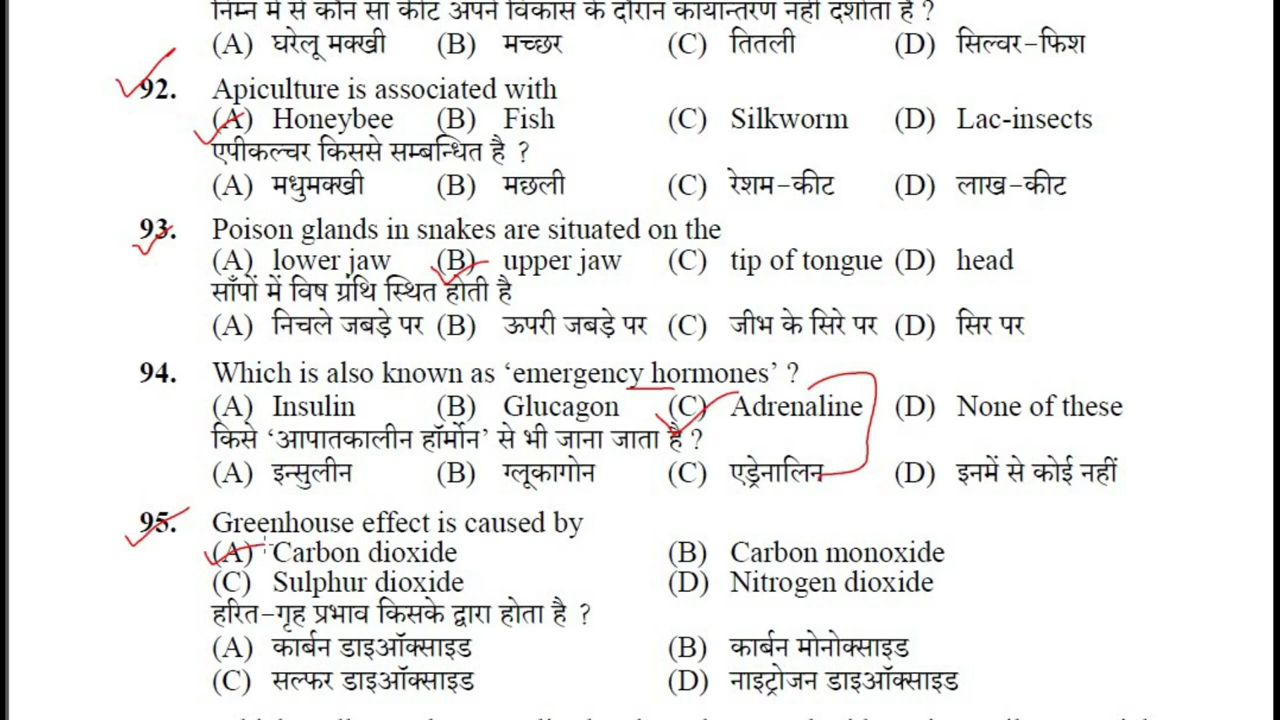 निम्न में से कौन सा कीट अपने विकास के दौरान कायान्तरण नहीं दर्शाता है ?
(A) घरेलू मक्खी (B) मच्छर (C) तितली (D) सिल्वर-फिश
92. Apiculture is associated with
(A) Honeybee (B) Fish (C) Silkworm (D) Lac-insects
एपीकल्चर किससे सम्बन्धित है ?
(A) मधुमक्खी (B) मछली (C) रेशम-कीट (D) लाख-कीट
93. Poison glands in snakes are situated on the
(A) lower jaw (B) upper jaw (C) tip of tongue (D) head
साँपों में विष ग्रंथि स्थित होती है
(A) निचले जबड़े पर (B) ऊपरी जबड़े पर (C) जीभ के सिरे पर (D) सिर पर
94. Which is also known as ‘emergency hormones’ ?
(A) Insulin (B) Glucagon (C) Adrenaline (D) None of these
किसे ‘आपातकालीन हॉर्मोन’ से भी जाना जाता है ?
(A) इन्सुलीन (B) ग्लूकागोन (C) एड्रेनालिन (D) इनमें से कोई नहीं
95. Greenhouse effect is caused by
(A) Carbon dioxide (B) Carbon monoxide
(C) Sulphur dioxide (D) Nitrogen dioxide
हरित-गृह प्रभाव किसके द्वारा होता है ?
(A) कार्बन डाइऑक्साइड (B) कार्बन मोनोक्साइड
(C) सल्फर डाइऑक्साइड (D) नाइट्रोजन डाइऑक्साइड